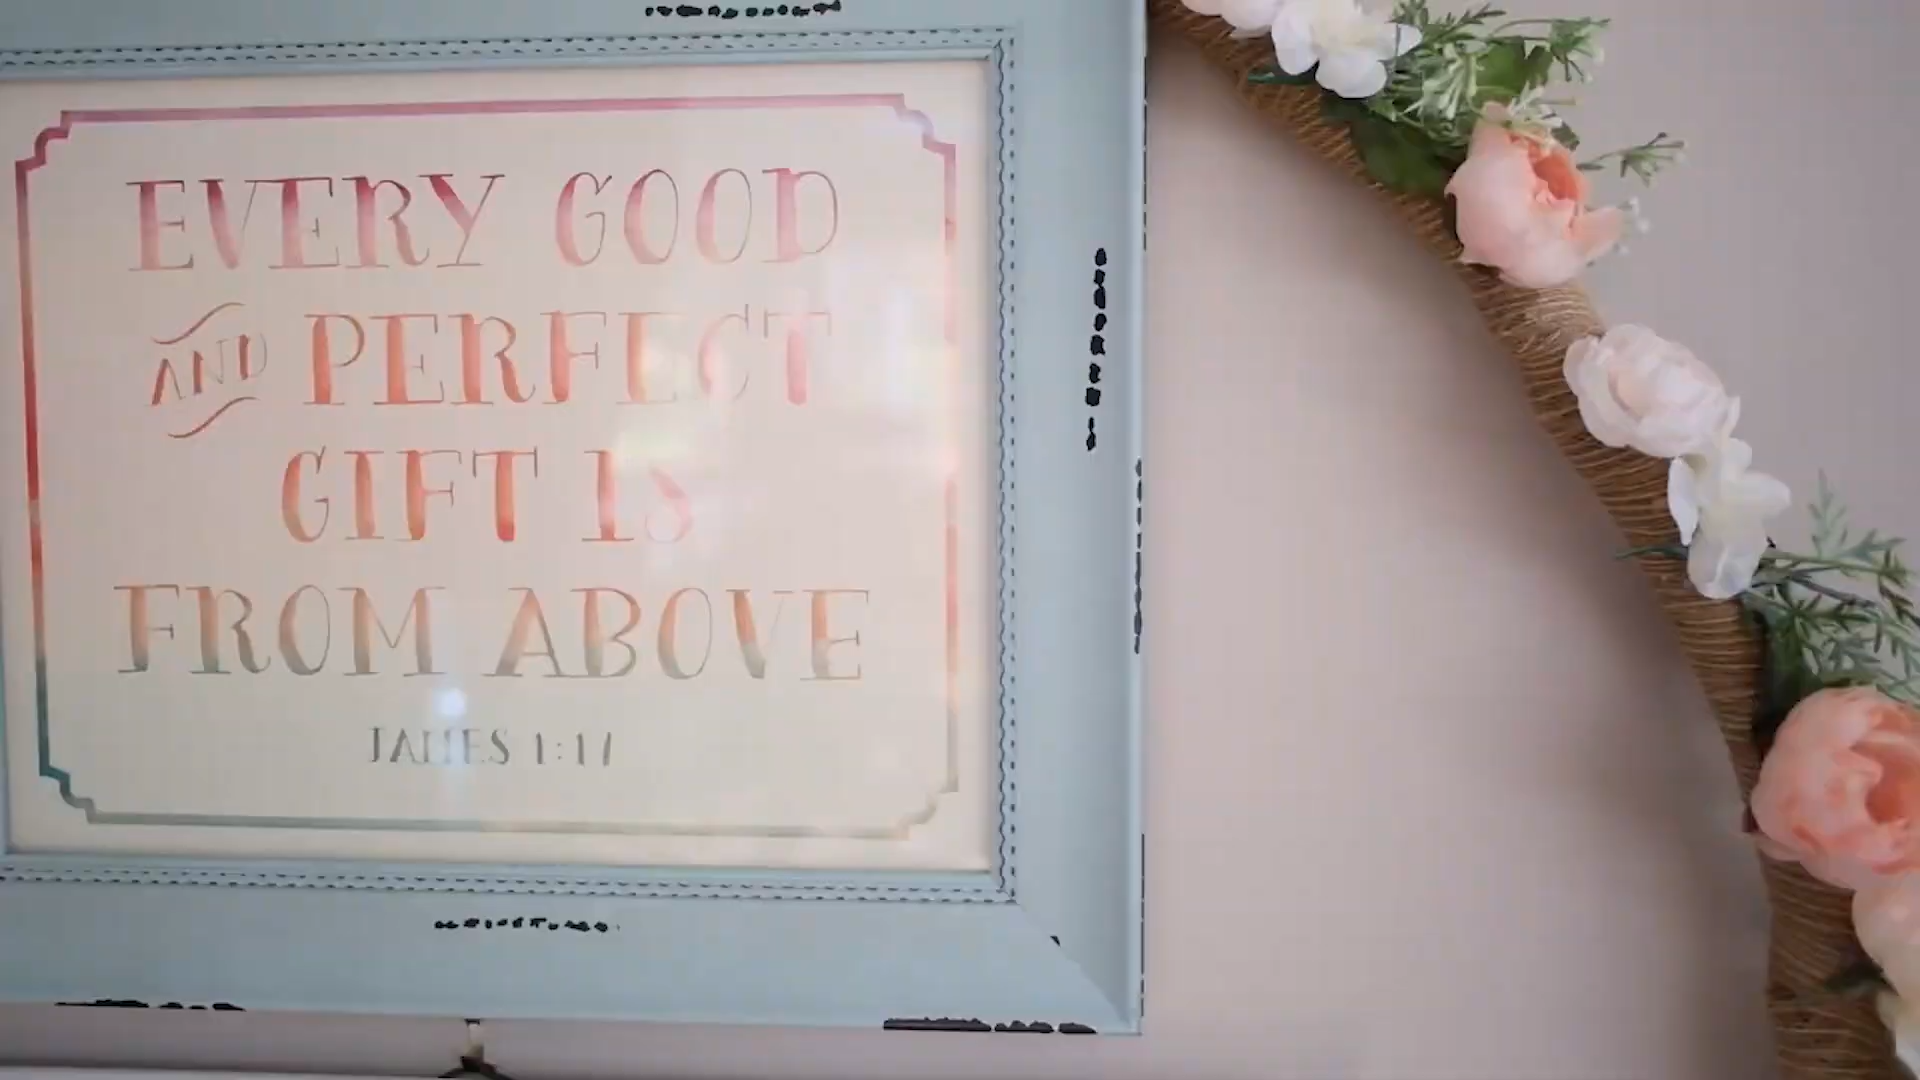 EVERY GOOD
AND PERFECT
GIFT IS
FROM ABOVE
JAMES 1:17